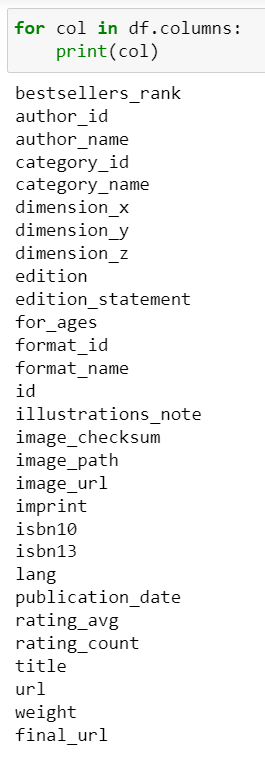 for col in df.columns:
    print(col)
bestsellers_rank
author_id
author_name
category_id
category_name
dimension_x
dimension_y
dimension_z
edition
edition_statement
for_ages
format_id
format_name
id
illustrations_note
image_checksum
image_path
image_url
imprint
isbn10
isbn13
lang
publication_date
rating_avg
rating_count
title
url
weight
final_url